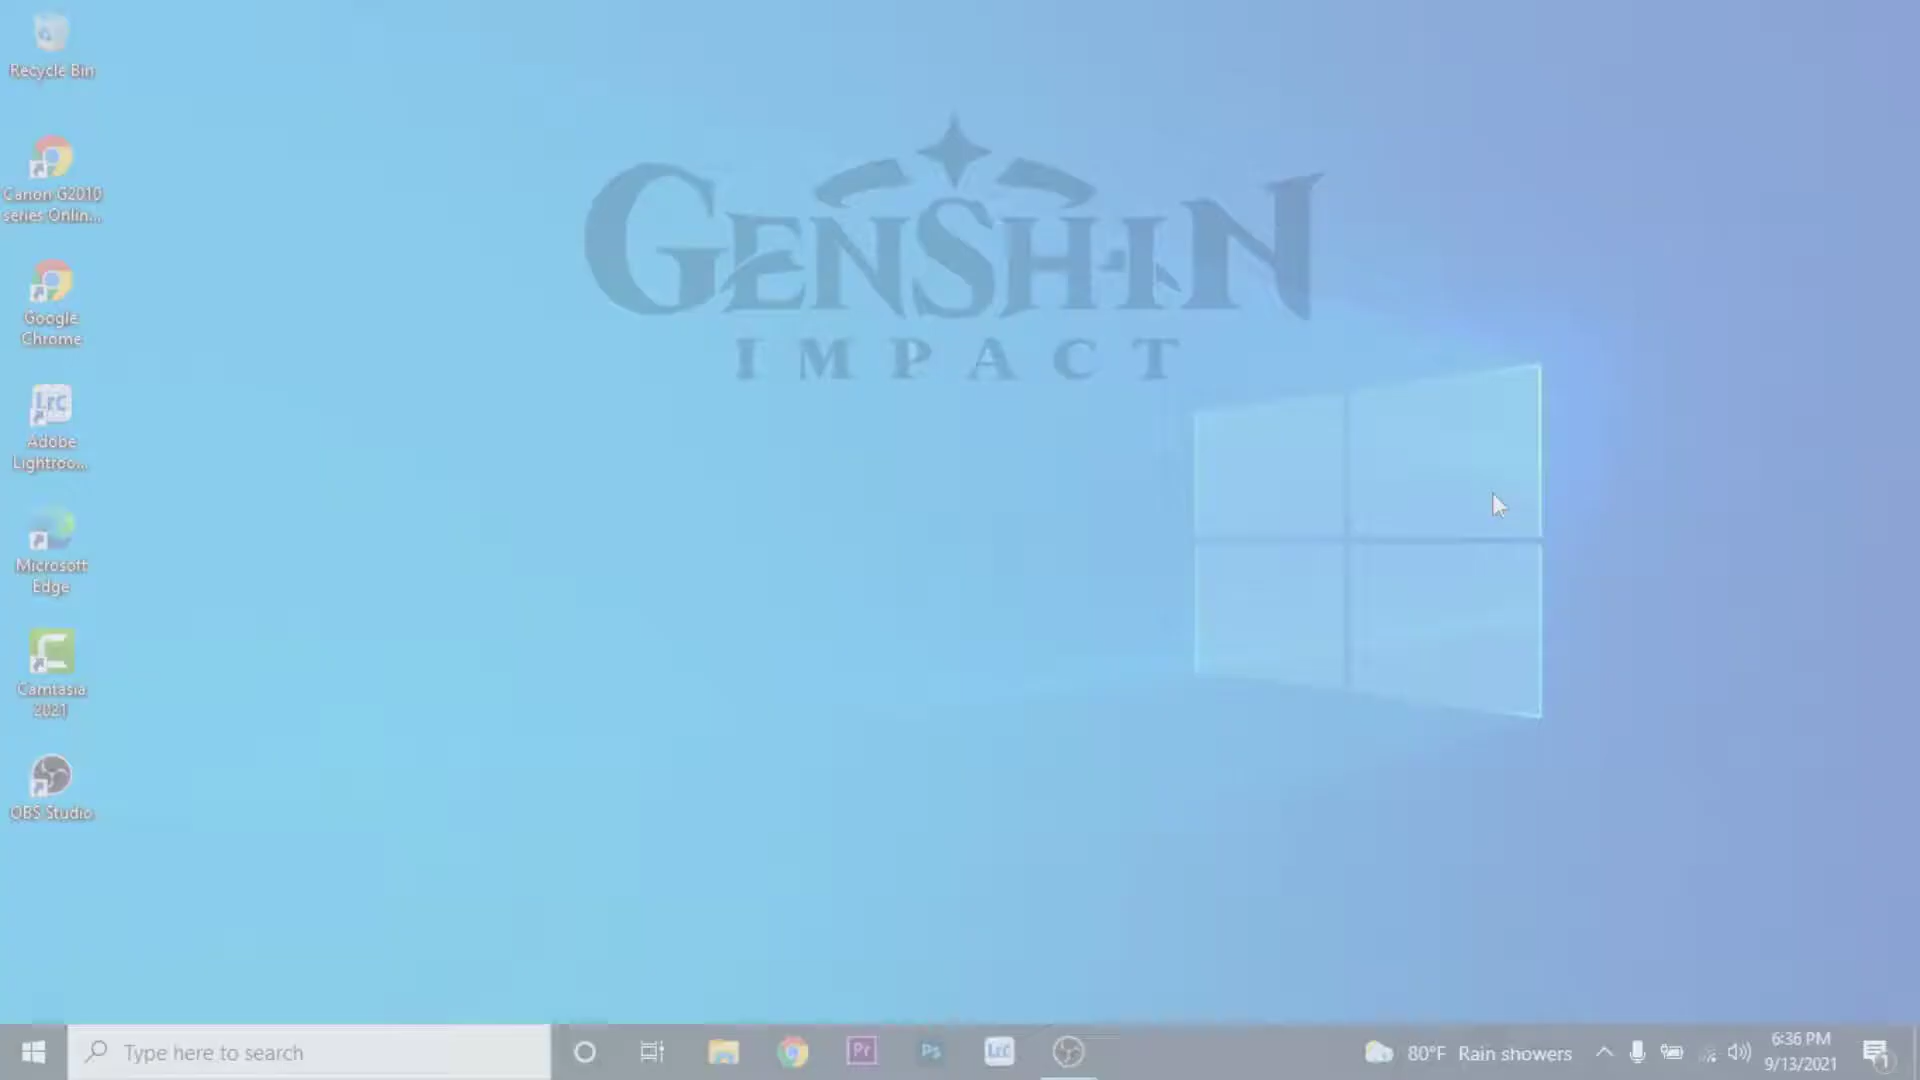 Recycle Bin
Canon G2010
series Onlin...
Google
Chrome
Lrc
Adobe
Lightroo...
Microsoft
Edge
Camtasia
2021
OBS Studio
GENSHIN
IMPACT
Type here to search
Pr
Ps
Lrc
80°F Rain showers
6:36 PM
9/13/2021
1